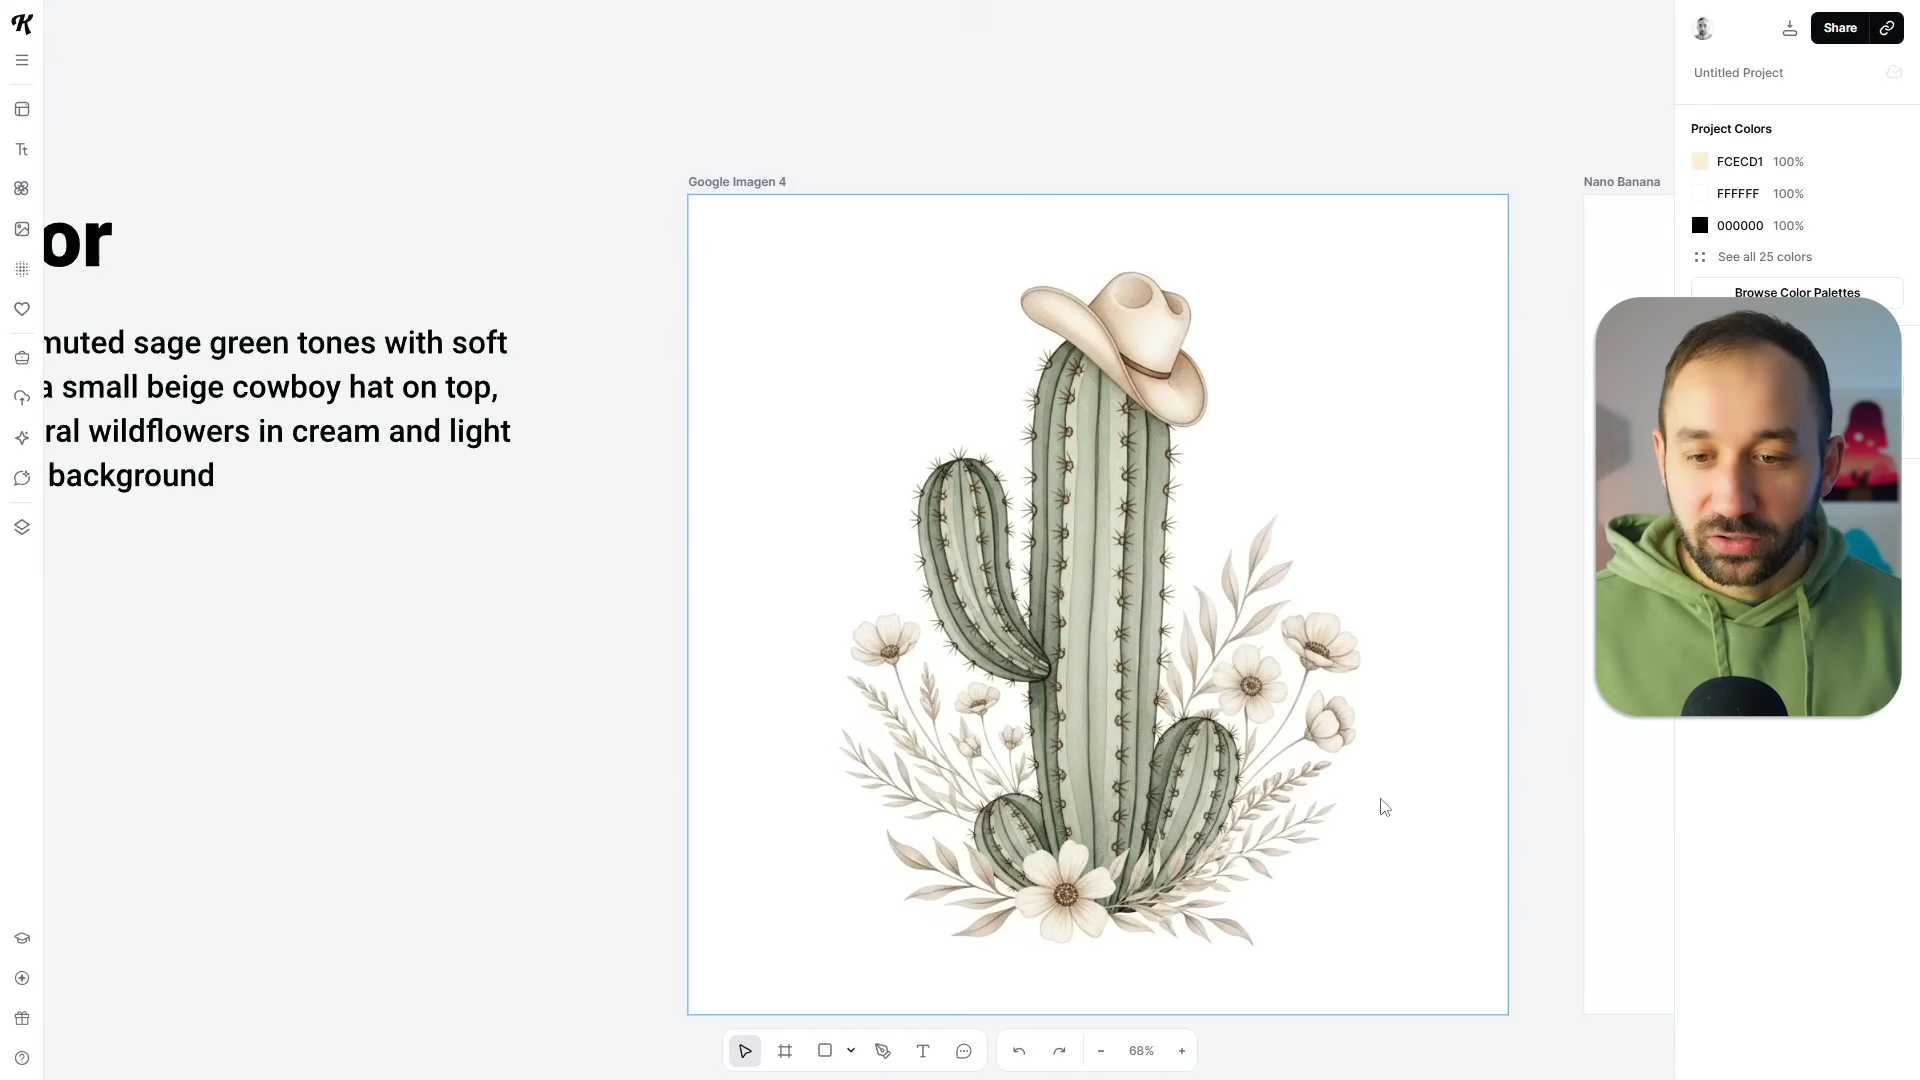 or
muted sage green tones with soft
a small beige cowboy hat on top,
ral wildflowers in cream and light
background
Google Imagen 4
Nano Banana
Share
Untitled Project
Project Colors
FCECD1 100%
FFFFFF 100%
000000 100%
See all 25 colors
Browse Color Palettes
68%